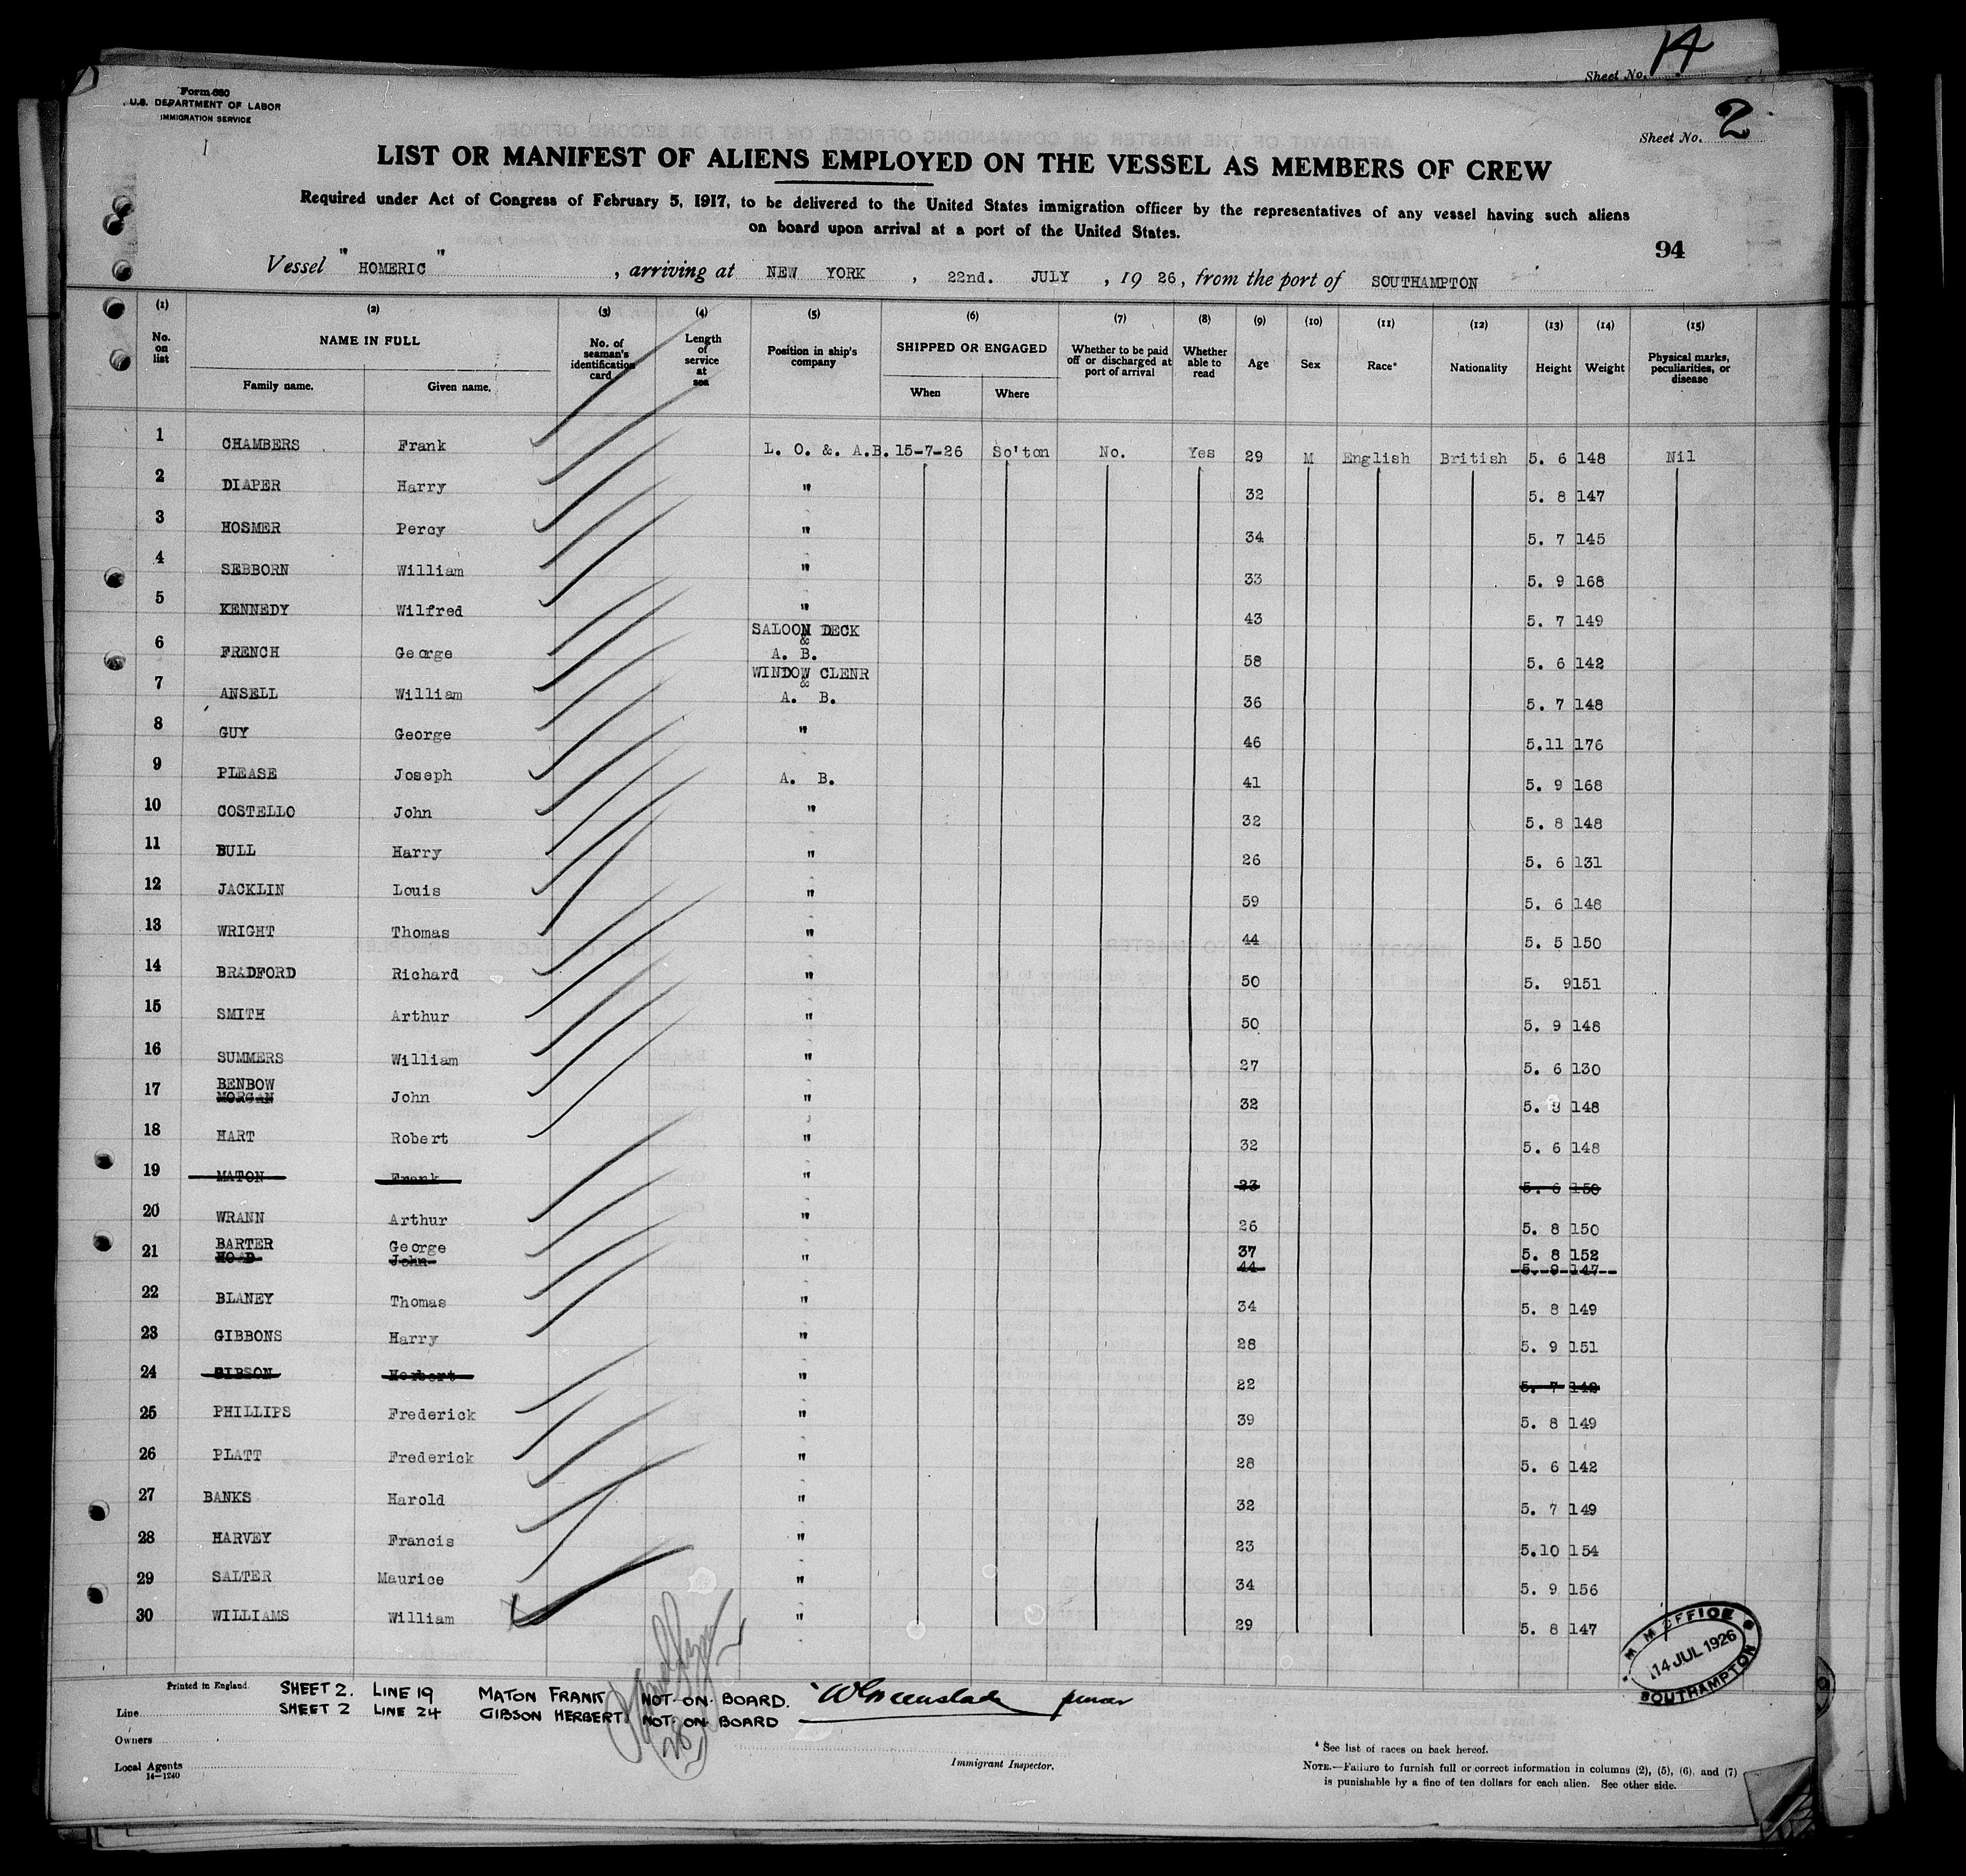 Sheet No. 14
Form 680
U.S. DEPARTMENT OF LABOR
IMMIGRATION SERVICE
Sheet No. 2
LIST OR MANIFEST OF ALIENS EMPLOYED ON THE VESSEL AS MEMBERS OF CREW
Required under Act of Congress of February 5, 1917, to be delivered to the United States immigration officer by the representatives of any vessel having such aliens
on board upon arrival at a port of the United States.
94
Vessel "HOMERIC", arriving at NEW YORK, 22nd. JULY, 1926, from the port of SOUTHAMPTON
(1) (2) (3) (4) (5) (6) (7) (8) (9) (10) (11) (12) (13) (14) (15)
No. on list NAME IN FULL Family name. Given name. No. of seaman's identification card Length of service at sea Position in ship's company SHIPPED OR ENGAGED When Where Whether to be paid off or discharged at port of arrival Whether able to read Age Sex Race* Nationality Height Weight Physical marks, peculiarities, or disease
1 CHAMBERS Frank L. O. &. A.B. 15-7-26 So'ton No. Yes 29 M English British 5. 6 148 Nil
2 DIAPER Harry " 32 5. 8 147
3 HOSMER Percy " 34 5. 7 145
4 SEBBORN William " 33 5. 9 168
5 KENNEDY Wilfred " 43 5. 7 149
6 FRENCH George SALOON DECK & A. B. 58 5. 6 142
7 ANSELL William WINDOW CLENR & A. B. 36 5. 7 148
8 GUY George " 46 5.11 176
9 PLEASE Joseph A. B. 41 5. 9 168
10 COSTELLO John " 32 5. 8 148
11 BULL Harry " 26 5. 6 131
12 JACKLIN Louis " 59 5. 6 148
13 WRIGHT Thomas " 44 5. 5 150
14 BRADFORD Richard " 50 5. 9 151
15 SMITH Arthur " 50 5. 9 148
16 SUMMERS William " 27 5. 6 130
17 BENBOW MORGAN John " 32 5. 8 148
18 HART Robert " 32 5. 6 148
19 MATON Frank " 23 5. 6 150
20 WRANN Arthur " 26 5. 8 150
21 BARTER George 37 5. 8 152
HOAD John " 44 5. 9 147
22 BLANEY Thomas " 34 5. 8 149
23 GIBBONS Harry " 28 5. 9 151
24 GIBSON Herbert " 22 5. 7 148
25 PHILLIPS Frederick " 39 5. 8 149
26 PLATT Frederick " 28 5. 6 142
27 BANKS Harold " 32 5. 7 149
28 HARVEY Francis " 23 5.10 154
29 SALTER Maurice " 34 5. 9 156
30 WILLIAMS William " 29 5. 8 147
M M OFFICE
14 JUL 1926
SOUTHAMPTON
Printed in England.
SHEET 2. LINE 19 MATON FRANK NOT ON BOARD. WGreenslade purser
SHEET 2 LINE 24 GIBSON HERBERT NOT ON BOARD
28
Line
Owners
Local Agents
14-1240
Immigrant Inspector.
* See list of races on back hereof.
NOTE.—Failure to furnish full or correct information in columns (2), (5), (6), and (7)
is punishable by a fine of ten dollars for each alien. See other side.